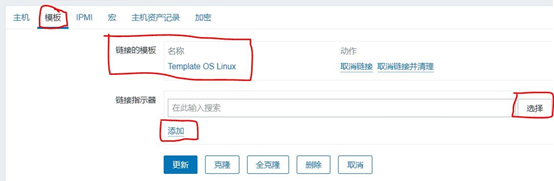 主机 模板 IPMI 宏 主机资产记录 加密
链接的模板 名称 动作
Template OS Linux 取消链接 取消链接并清理
链接指示器 在此输入搜索 选择
添加
更新 克隆 全克隆 删除 取消